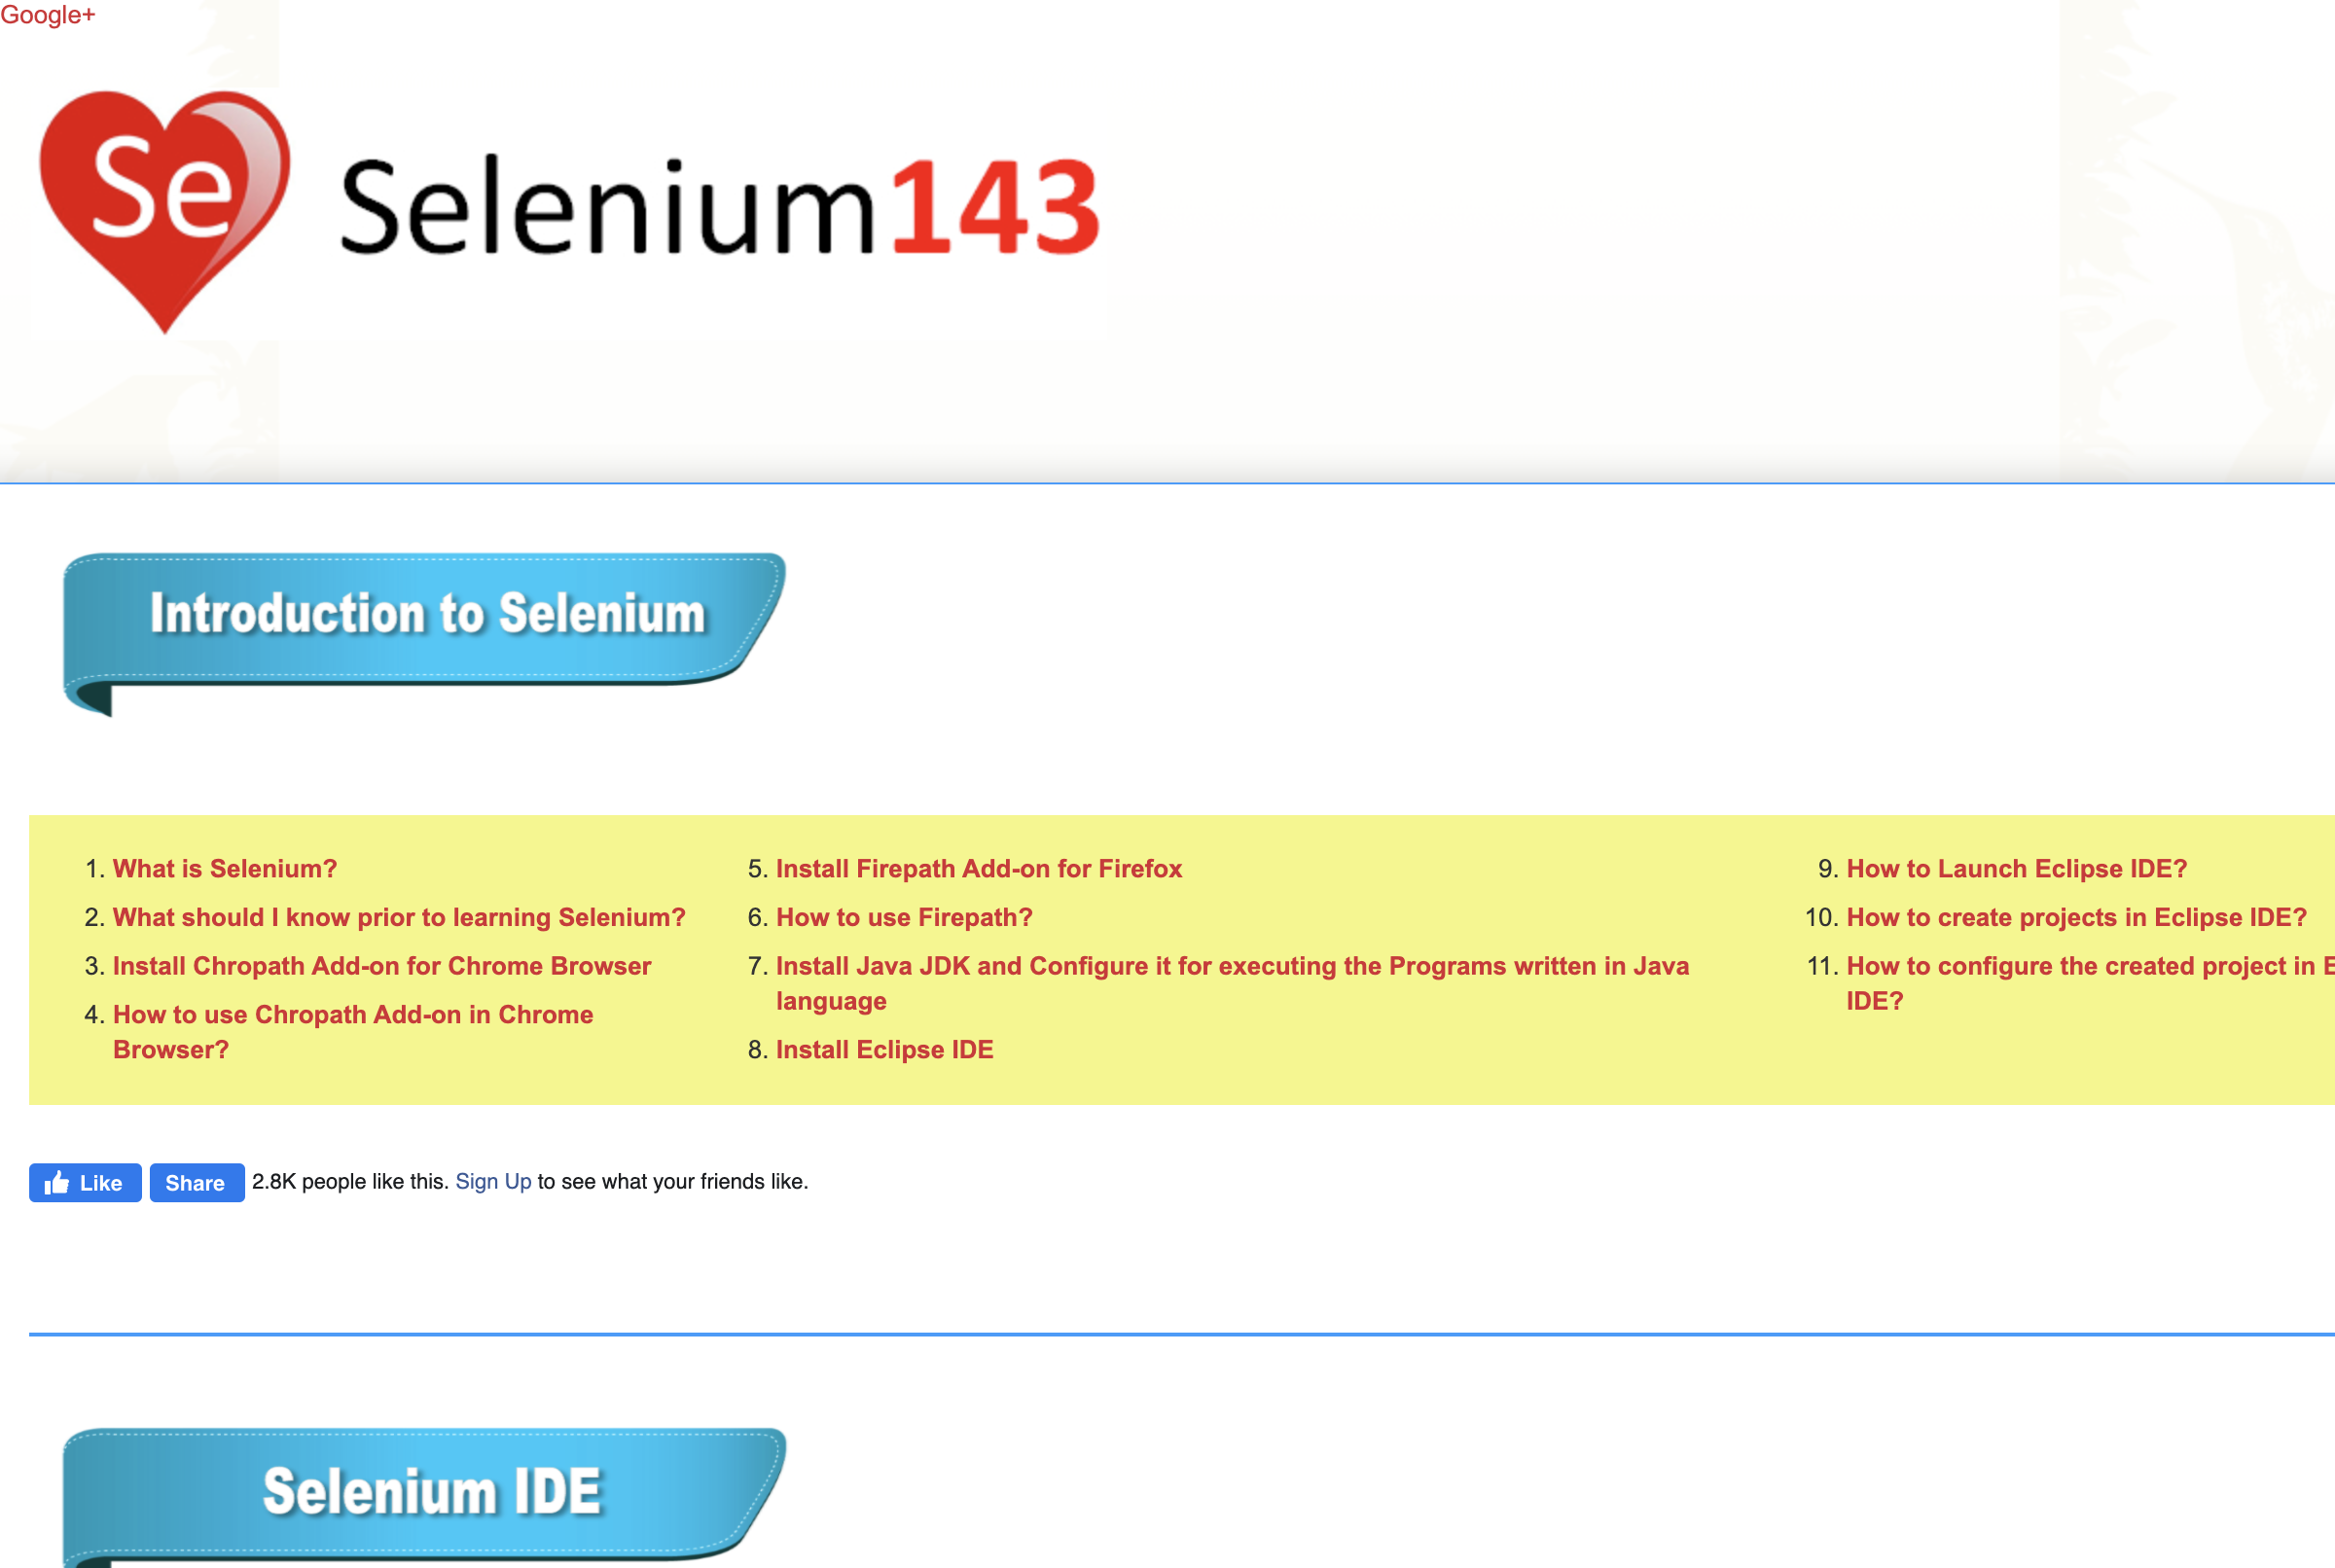 Google+
Se
Selenium143
Introduction to Selenium
1. What is Selenium?
2. What should I know prior to learning Selenium?
3. Install Chropath Add-on for Chrome Browser
4. How to use Chropath Add-on in Chrome
Browser?
5. Install Firepath Add-on for Firefox
6. How to use Firepath?
7. Install Java JDK and Configure it for executing the Programs written in Java
language
8. Install Eclipse IDE
9. How to Launch Eclipse IDE?
10. How to create projects in Eclipse IDE?
11. How to configure the created project in
IDE?
Like Share 2.8K people like this. Sign Up to see what your friends like.
Selenium IDE